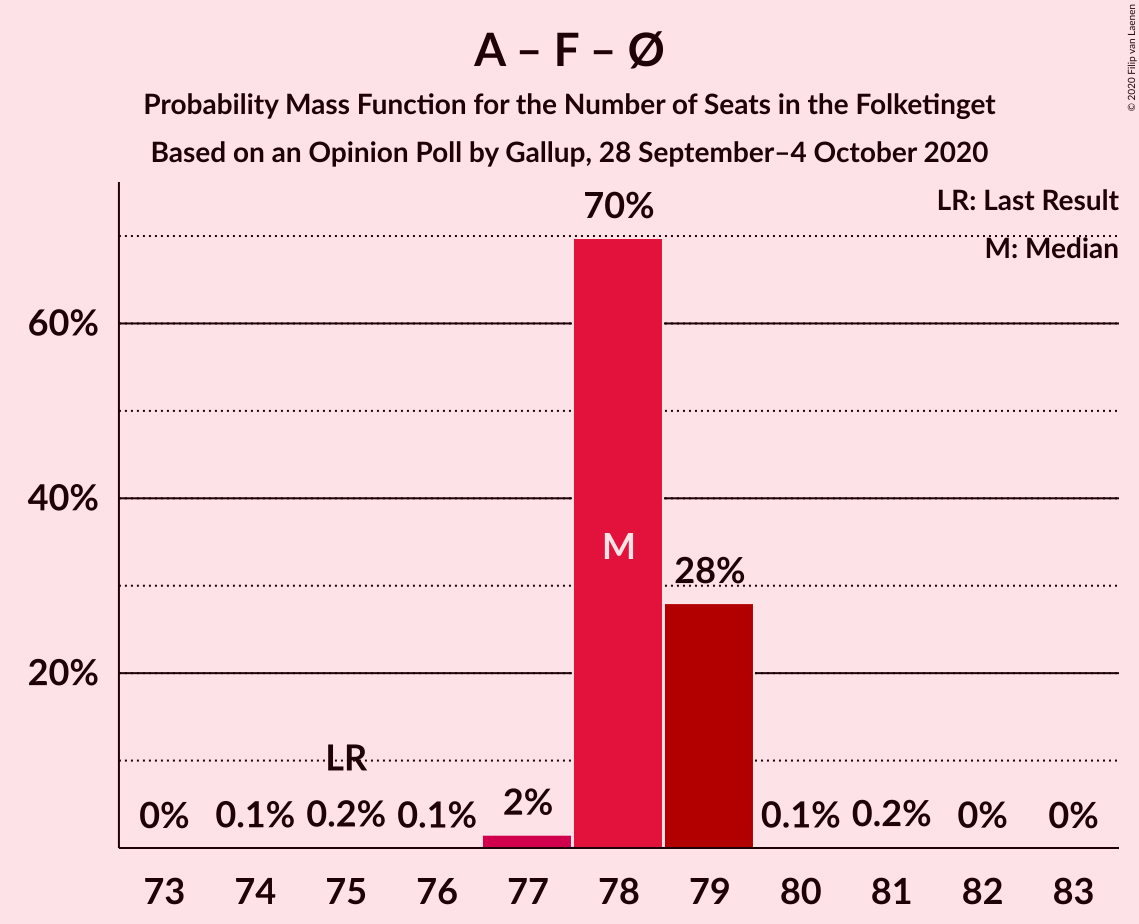 A – F – Ø
Probability Mass Function for the Number of Seats in the Folketinget
Based on an Opinion Poll by Gallup, 28 September–4 October 2020
© 2020 Filip van Laenen
LR: Last Result
M: Median
70%
60%
40%
20%
M
28%
LR
0% 0.1% 0.2% 0.1% 2% 0.1% 0.2% 0% 0%
73 74 75 76 77 78 79 80 81 82 83